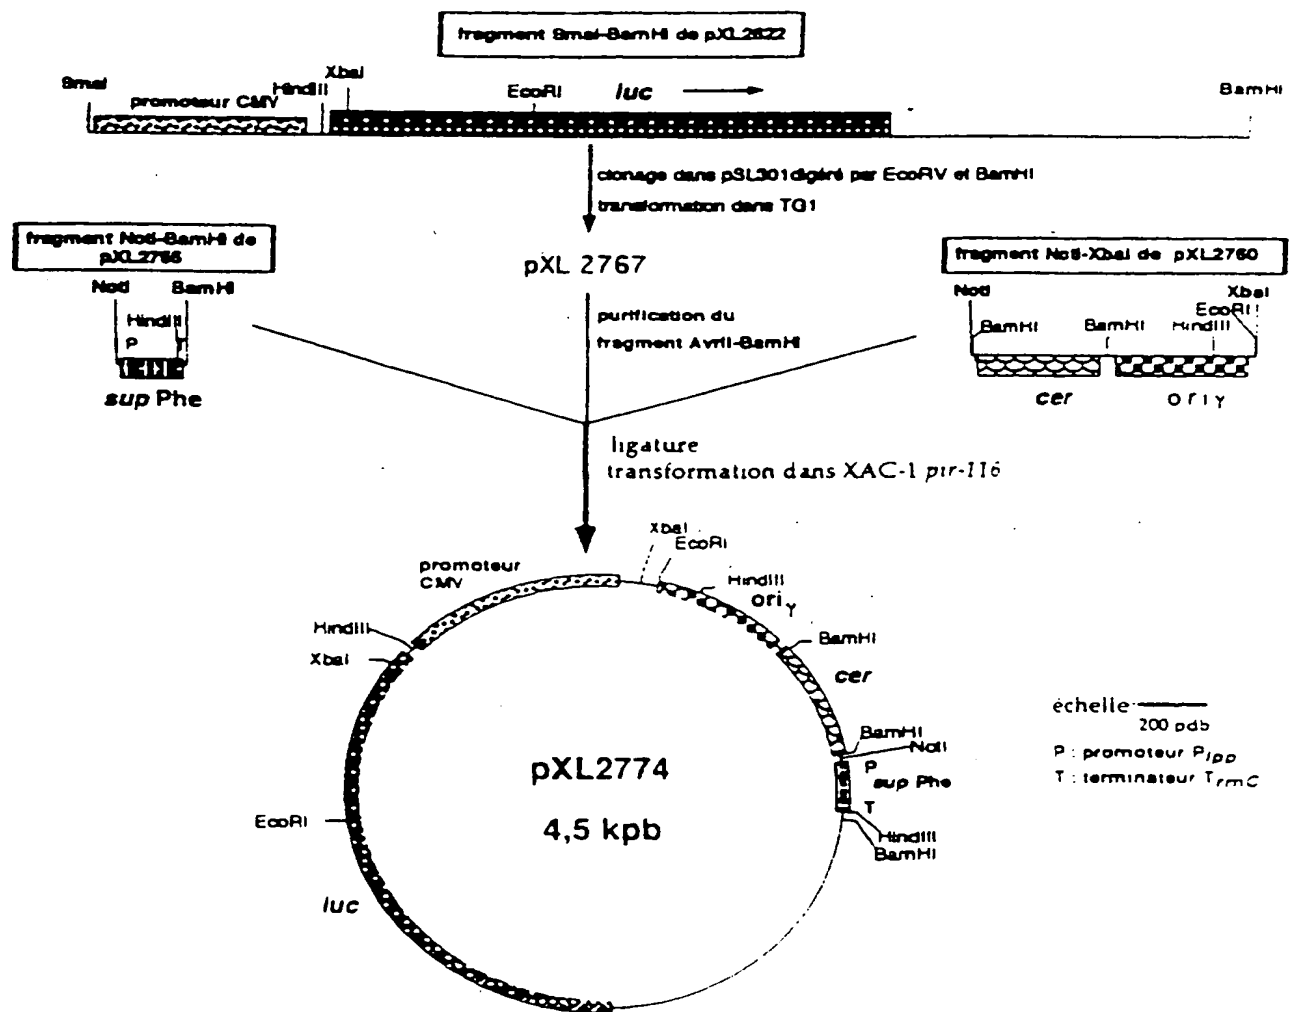 fragment SmaI-BamHI de pXL2622
SmaI
promoteur CMV
HindIII
XbaI
EcoRI
luc
BamHI
clonage dans pSL301 digéré par EcoRV et BamHI
transformation dans TG1
fragment NotI-BamHI de
pXL2766
NotI
BamHI
HindIII
P
T
sup Phe
pXL 2767
purification du
fragment AvrII-BamHI
fragment NotI-XbaI de pXL2760
NotI
XbaI
EcoRI
BamHI
BamHI
HindIII
cer
oriγ
ligature
transformation dans XAC-1 pir-116
promoteur
CMV
XbaI
EcoRI
HindIII
oriγ
HindIII
XbaI
BamHI
cer
BamHI
NotI
P
sup Phe
T
HindIII
BamHI
EcoRI
luc
pXL2774
4,5 kpb
échelle
200 pdb
P : promoteur Plpp
T : terminateur TrrnC